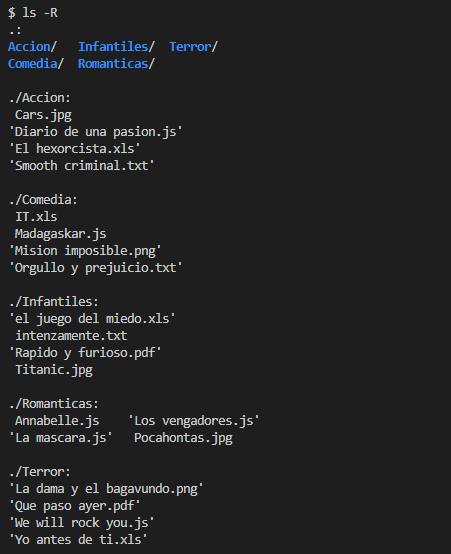 $ ls -R
.:
Accion/   Infantiles/  Terror/
Comedia/  Romanticas/

./Accion:
 Cars.jpg
'Diario de una pasion.js'
'El hexorcista.xls'
'Smooth criminal.txt'

./Comedia:
 IT.xls
 Madagaskar.js
'Mision imposible.png'
'Orgullo y prejuicio.txt'

./Infantiles:
'el juego del miedo.xls'
 intenzamente.txt
'Rapido y furioso.pdf'
 Titanic.jpg

./Romanticas:
 Annabelle.js    'Los vengadores.js'
'La mascara.js'   Pocahontas.jpg

./Terror:
'La dama y el bagavundo.png'
'Que paso ayer.pdf'
'We will rock you.js'
'Yo antes de ti.xls'